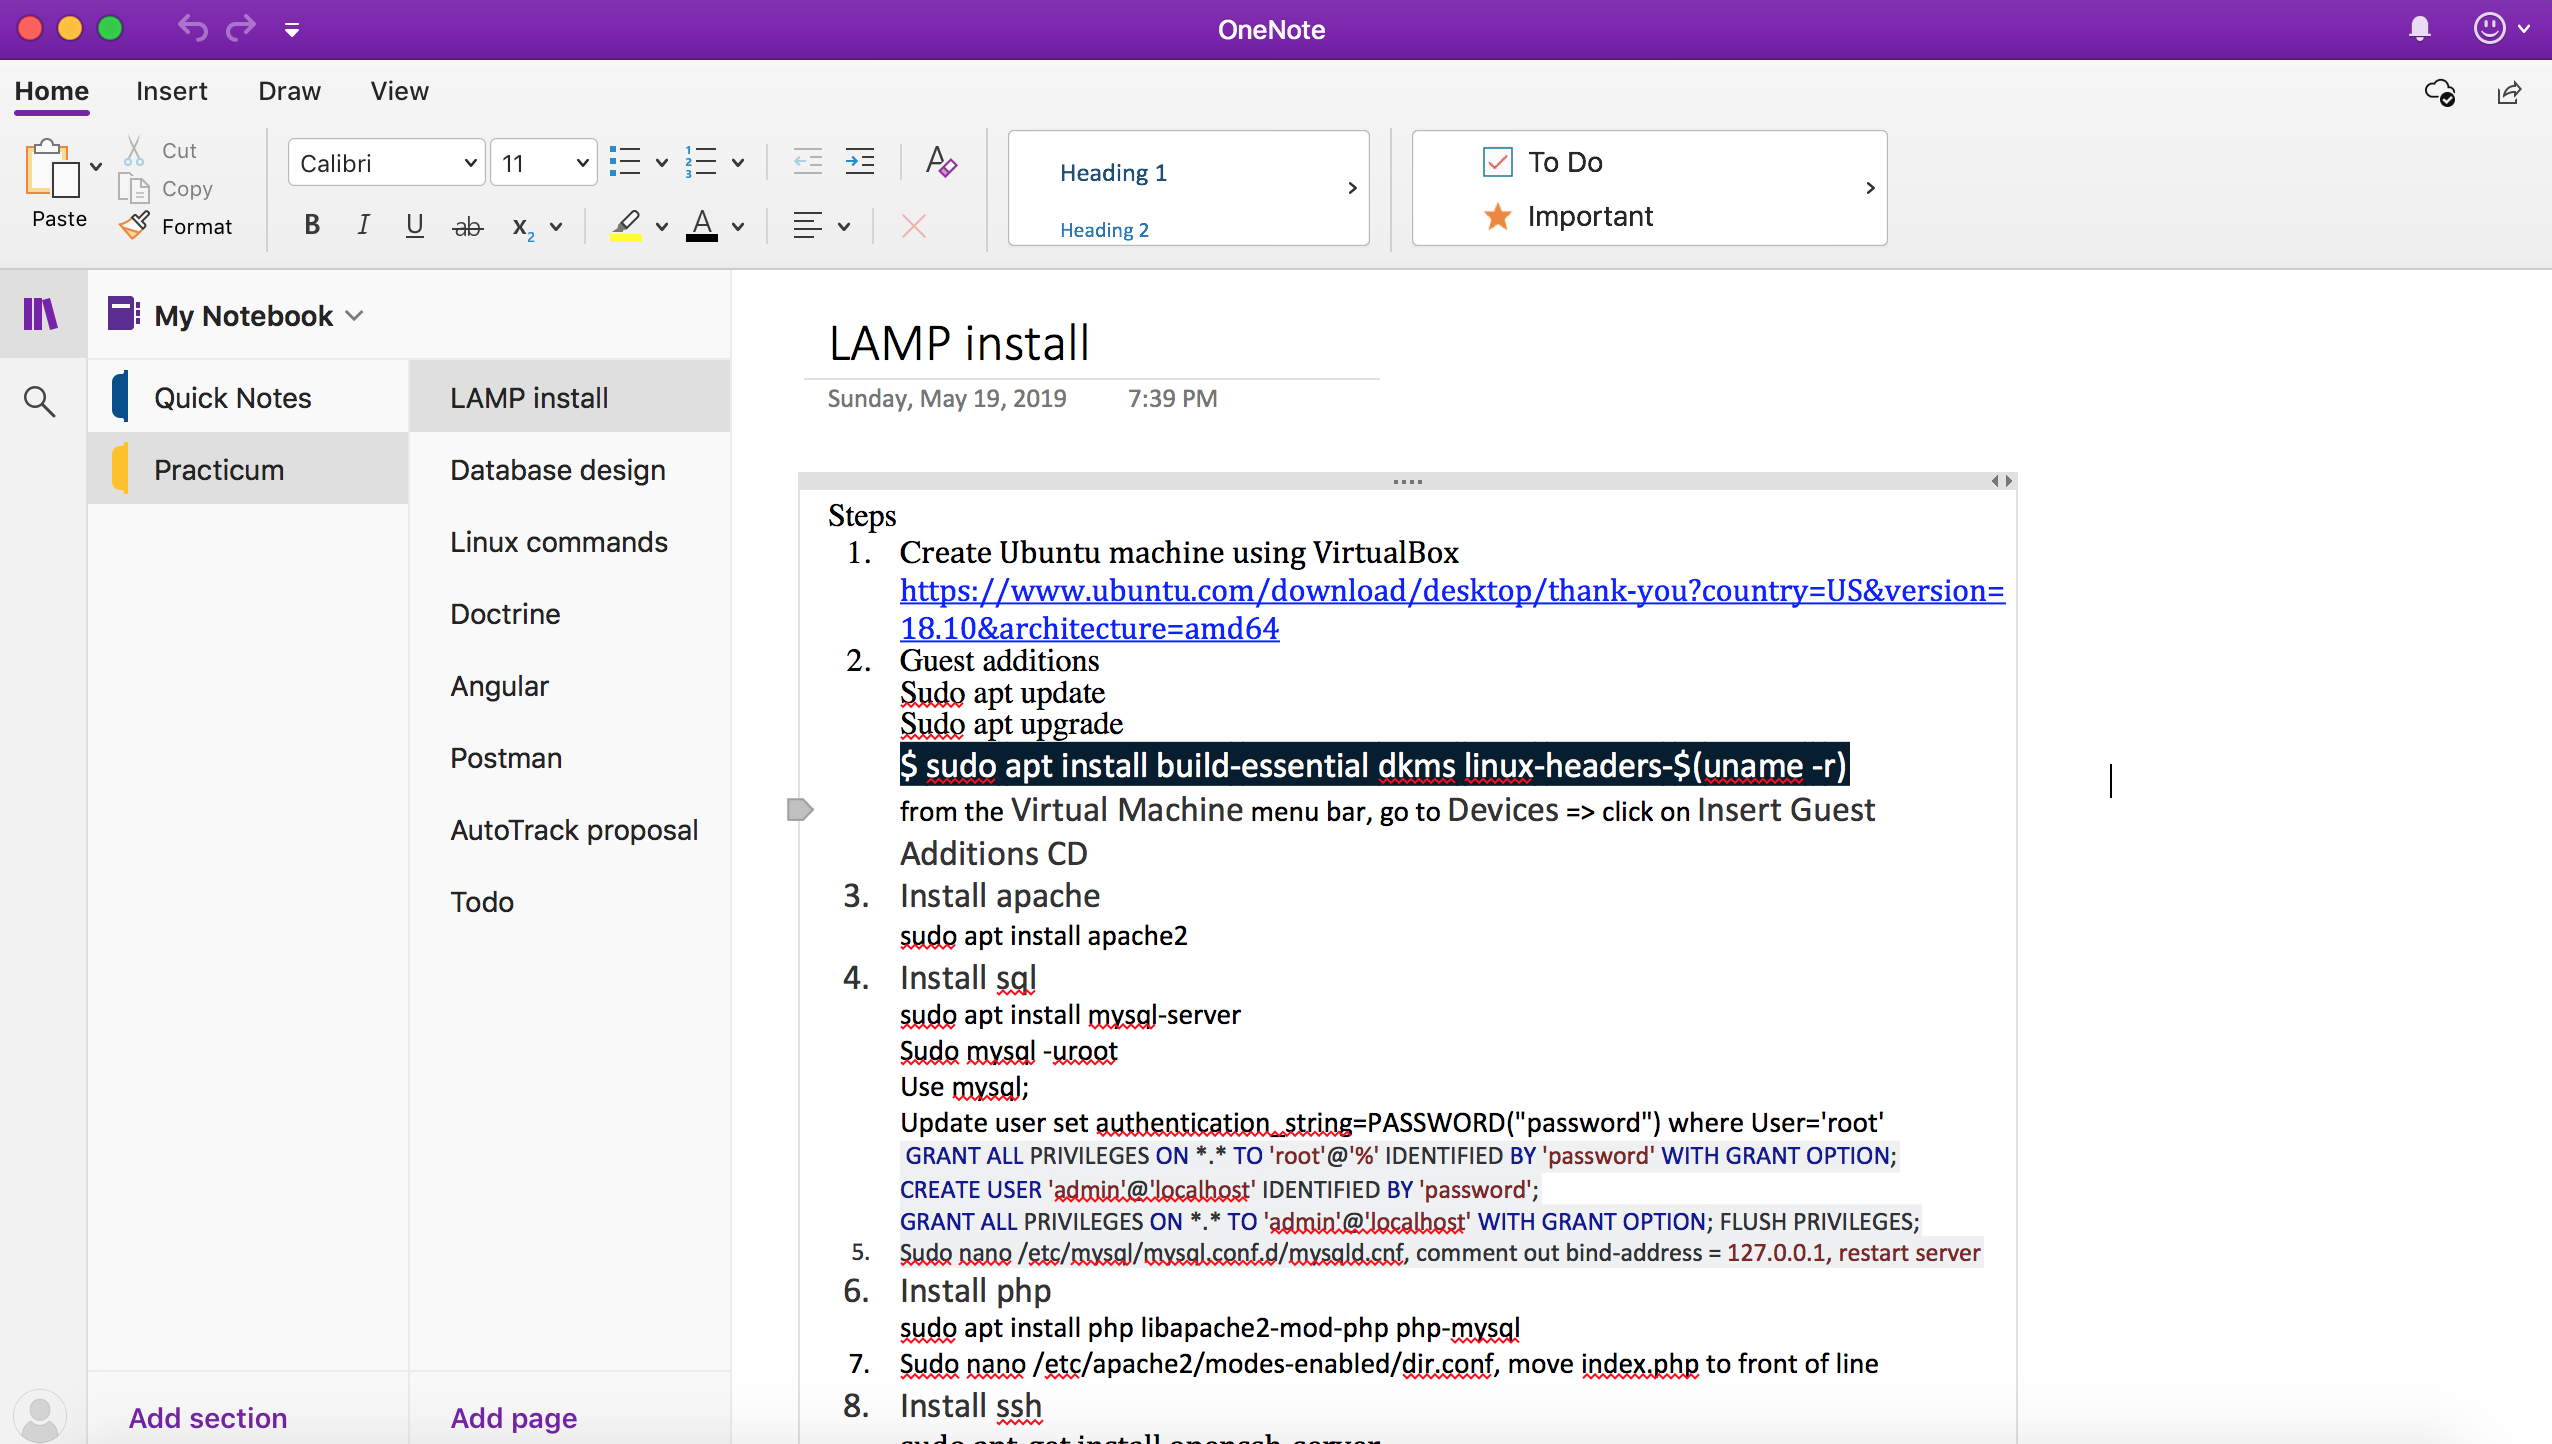 OneNote
Home Insert Draw View
Paste
Cut
Copy
Format
Calibri 11
B I U ab x2 A
Heading 1
Heading 2
To Do
Important
My Notebook
Quick Notes
Practicum
Add section
LAMP install
Database design
Linux commands
Doctrine
Angular
Postman
AutoTrack proposal
Todo
Add page
LAMP install
Sunday, May 19, 2019 7:39 PM
Steps
1. Create Ubuntu machine using VirtualBox
https://www.ubuntu.com/download/desktop/thank-you?country=US&version=
18.10&architecture=amd64
2. Guest additions
Sudo apt update
Sudo apt upgrade
$ sudo apt install build-essential dkms linux-headers-$(uname -r)
from the Virtual Machine menu bar, go to Devices => click on Insert Guest
Additions CD
3. Install apache
sudo apt install apache2
4. Install sql
sudo apt install mysql-server
Sudo mysql -uroot
Use mysql;
Update user set authentication_string=PASSWORD("password") where User='root'
GRANT ALL PRIVILEGES ON *.* TO 'root'@'%' IDENTIFIED BY 'password' WITH GRANT OPTION;
CREATE USER 'admin'@'localhost' IDENTIFIED BY 'password';
GRANT ALL PRIVILEGES ON *.* TO 'admin'@'localhost' WITH GRANT OPTION; FLUSH PRIVILEGES;
5. Sudo nano /etc/mysql/mysql.conf.d/mysqld.cnf, comment out bind-address = 127.0.0.1, restart server
6. Install php
sudo apt install php libapache2-mod-php php-mysql
7. Sudo nano /etc/apache2/modes-enabled/dir.conf, move index.php to front of line
8. Install ssh
sudo apt-get install openssh-server